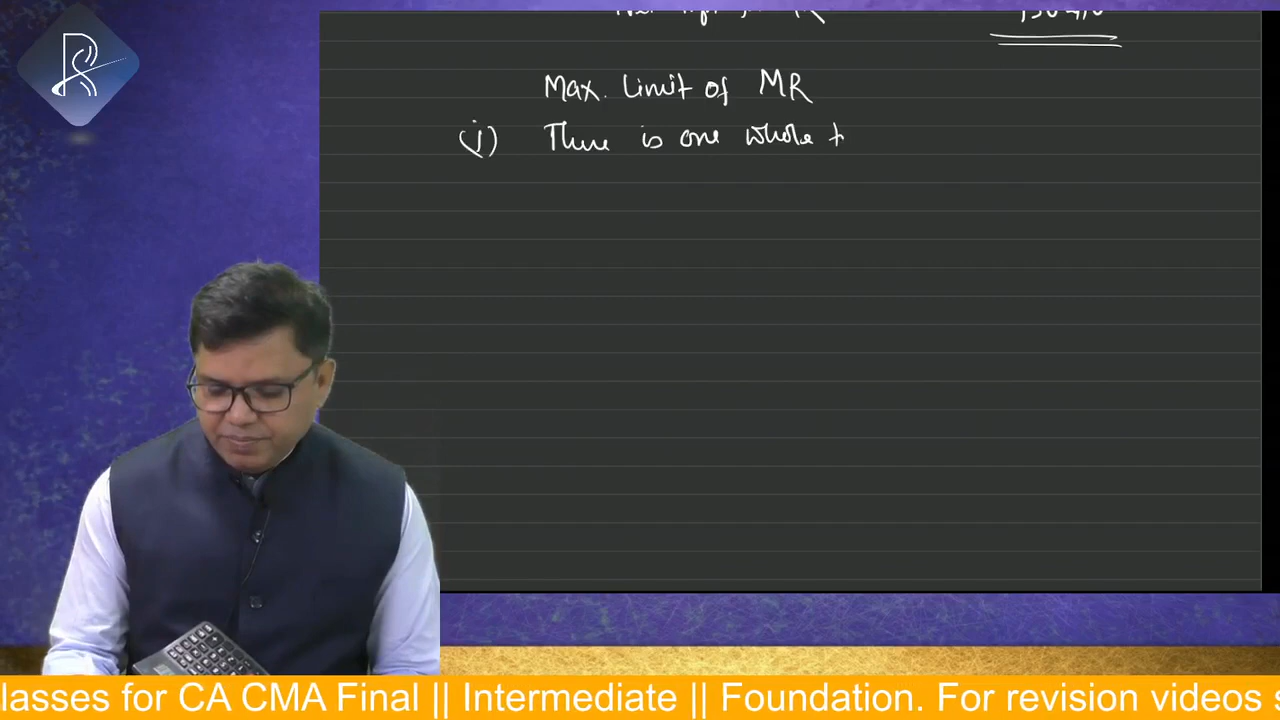 Max. Limit of MR
(i) There is one whole t
lasses for CA CMA Final || Intermediate || Foundation. For revision videos s